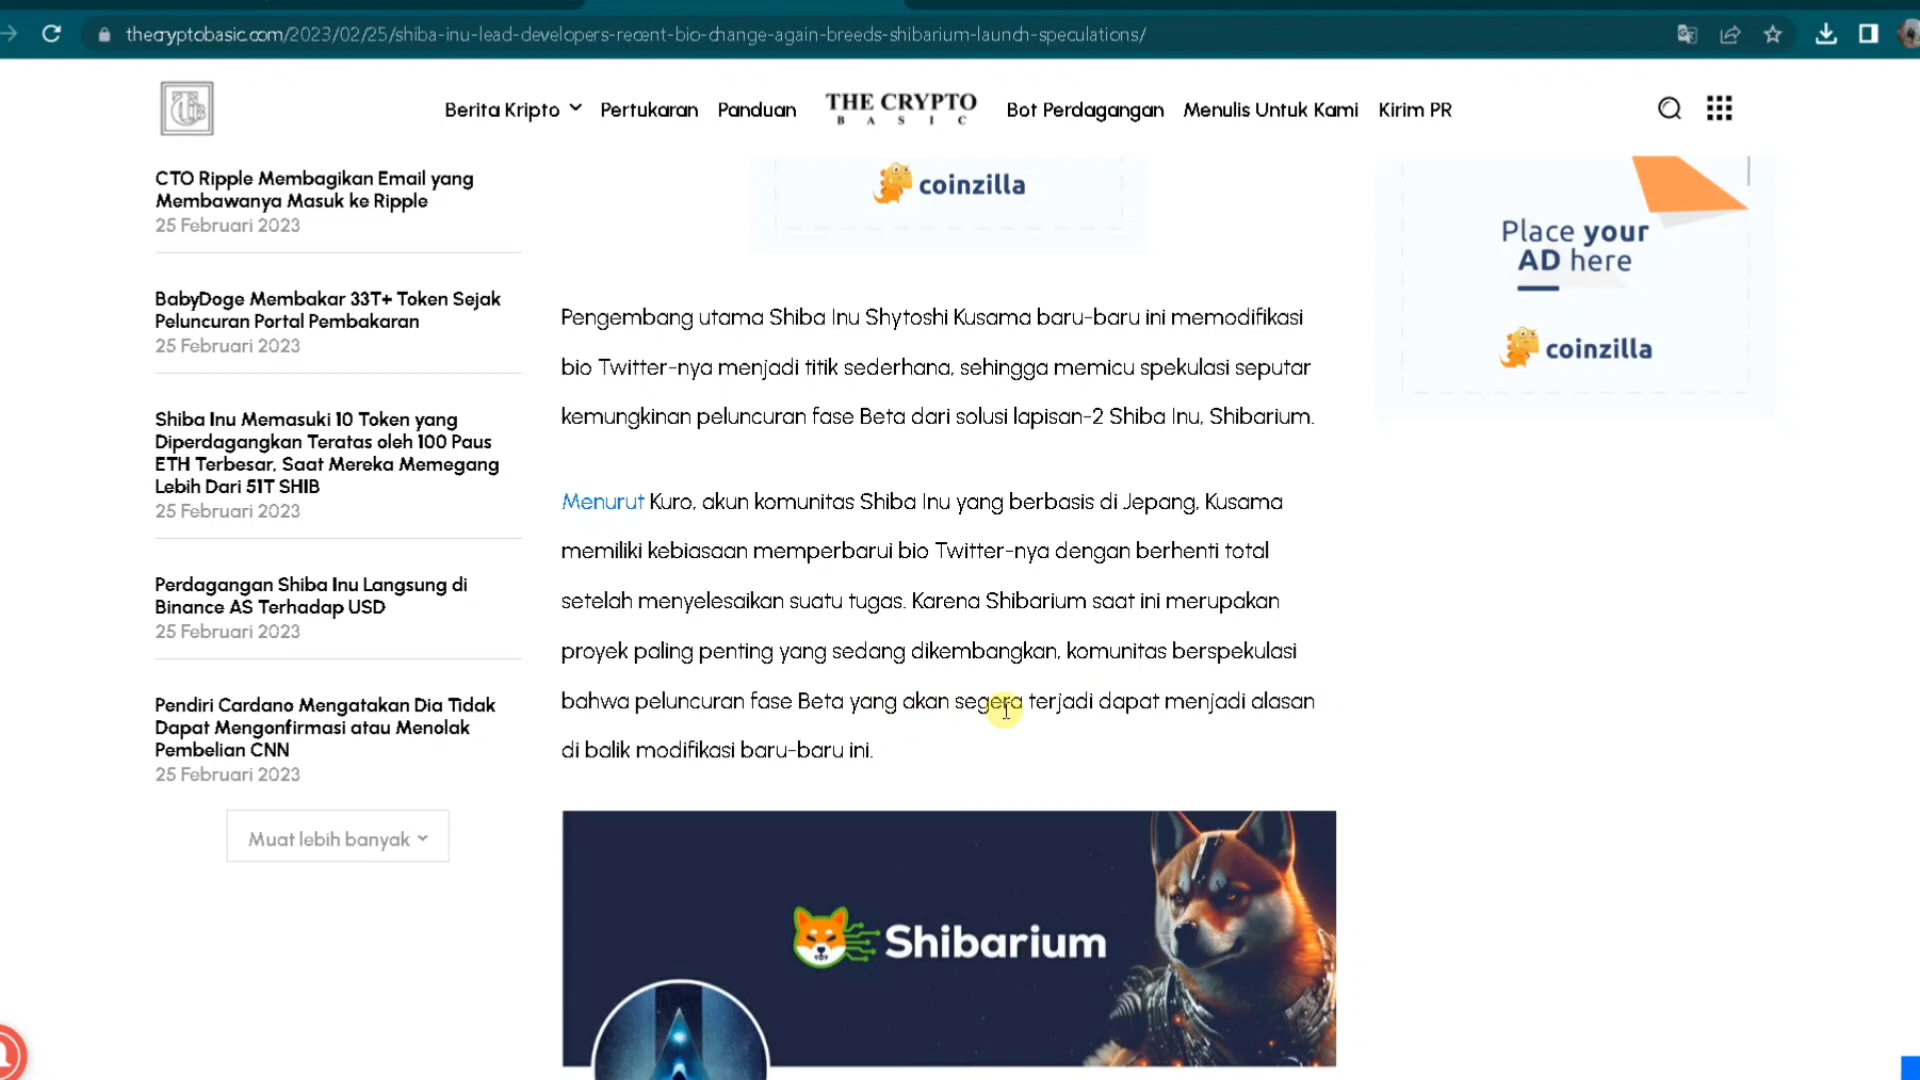 thecryptobasic.com/2023/02/25/shiba-inu-lead-developers-recent-bio-change-again-breeds-shibarium-launch-speculations/
Berita Kripto
Pertukaran
Panduan
THE CRYPTO
BASIC
Bot Perdagangan
Menulis Untuk Kami
Kirim PR
CTO Ripple Membagikan Email yang
Membawanya Masuk ke Ripple
25 Februari 2023
BabyDoge Membakar 33T+ Token Sejak
Peluncuran Portal Pembakaran
25 Februari 2023
Shiba Inu Memasuki 10 Token yang
Diperdagangkan Teratas oleh 100 Paus
ETH Terbesar, Saat Mereka Memegang
Lebih Dari 51T SHIB
25 Februari 2023
Perdagangan Shiba Inu Langsung di
Binance AS Terhadap USD
25 Februari 2023
Pendiri Cardano Mengatakan Dia Tidak
Dapat Mengonfirmasi atau Menolak
Pembelian CNN
25 Februari 2023
Muat lebih banyak
coinzilla
Pengembang utama Shiba Inu Shytoshi Kusama baru-baru ini memodifikasi
bio Twitter-nya menjadi titik sederhana, sehingga memicu spekulasi seputar
kemungkinan peluncuran fase Beta dari solusi lapisan-2 Shiba Inu, Shibarium.
Menurut Kuro, akun komunitas Shiba Inu yang berbasis di Jepang, Kusama
memiliki kebiasaan memperbarui bio Twitter-nya dengan berhenti total
setelah menyelesaikan suatu tugas. Karena Shibarium saat ini merupakan
proyek paling penting yang sedang dikembangkan, komunitas berspekulasi
bahwa peluncuran fase Beta yang akan segera terjadi dapat menjadi alasan
di balik modifikasi baru-baru ini.
Shibarium
Place your
AD here
coinzilla